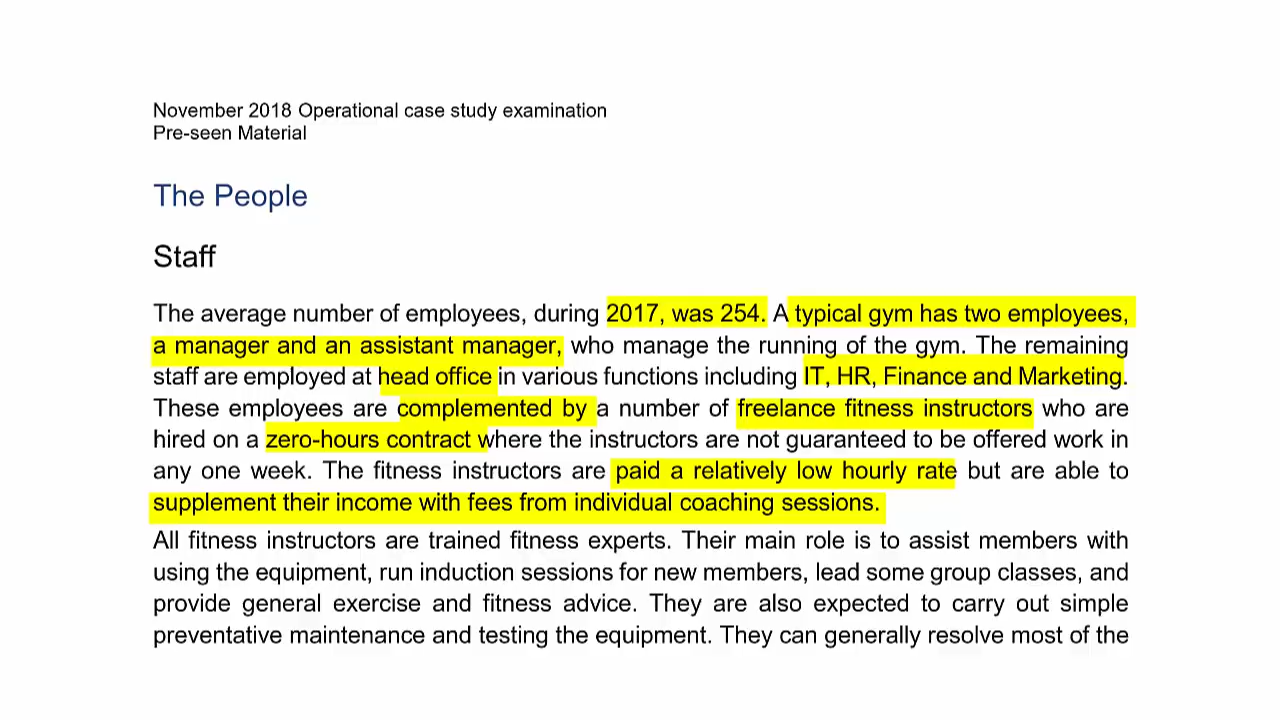 November 2018 Operational case study examination
Pre-seen Material
The People
Staff
The average number of employees, during 2017, was 254. A typical gym has two employees,
a manager and an assistant manager, who manage the running of the gym. The remaining
staff are employed at head office in various functions including IT, HR, Finance and Marketing.
These employees are complemented by a number of freelance fitness instructors who are
hired on a zero-hours contract where the instructors are not guaranteed to be offered work in
any one week. The fitness instructors are paid a relatively low hourly rate but are able to
supplement their income with fees from individual coaching sessions.
All fitness instructors are trained fitness experts. Their main role is to assist members with
using the equipment, run induction sessions for new members, lead some group classes, and
provide general exercise and fitness advice. They are also expected to carry out simple
preventative maintenance and testing the equipment. They can generally resolve most of the